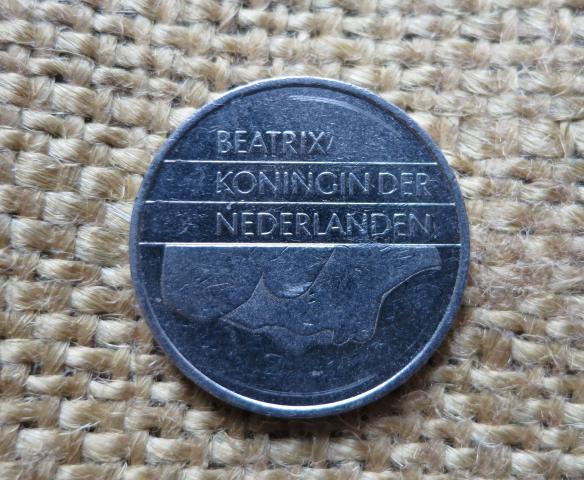 BEATRIX/
KONINGIN DER
NEDERLANDEN